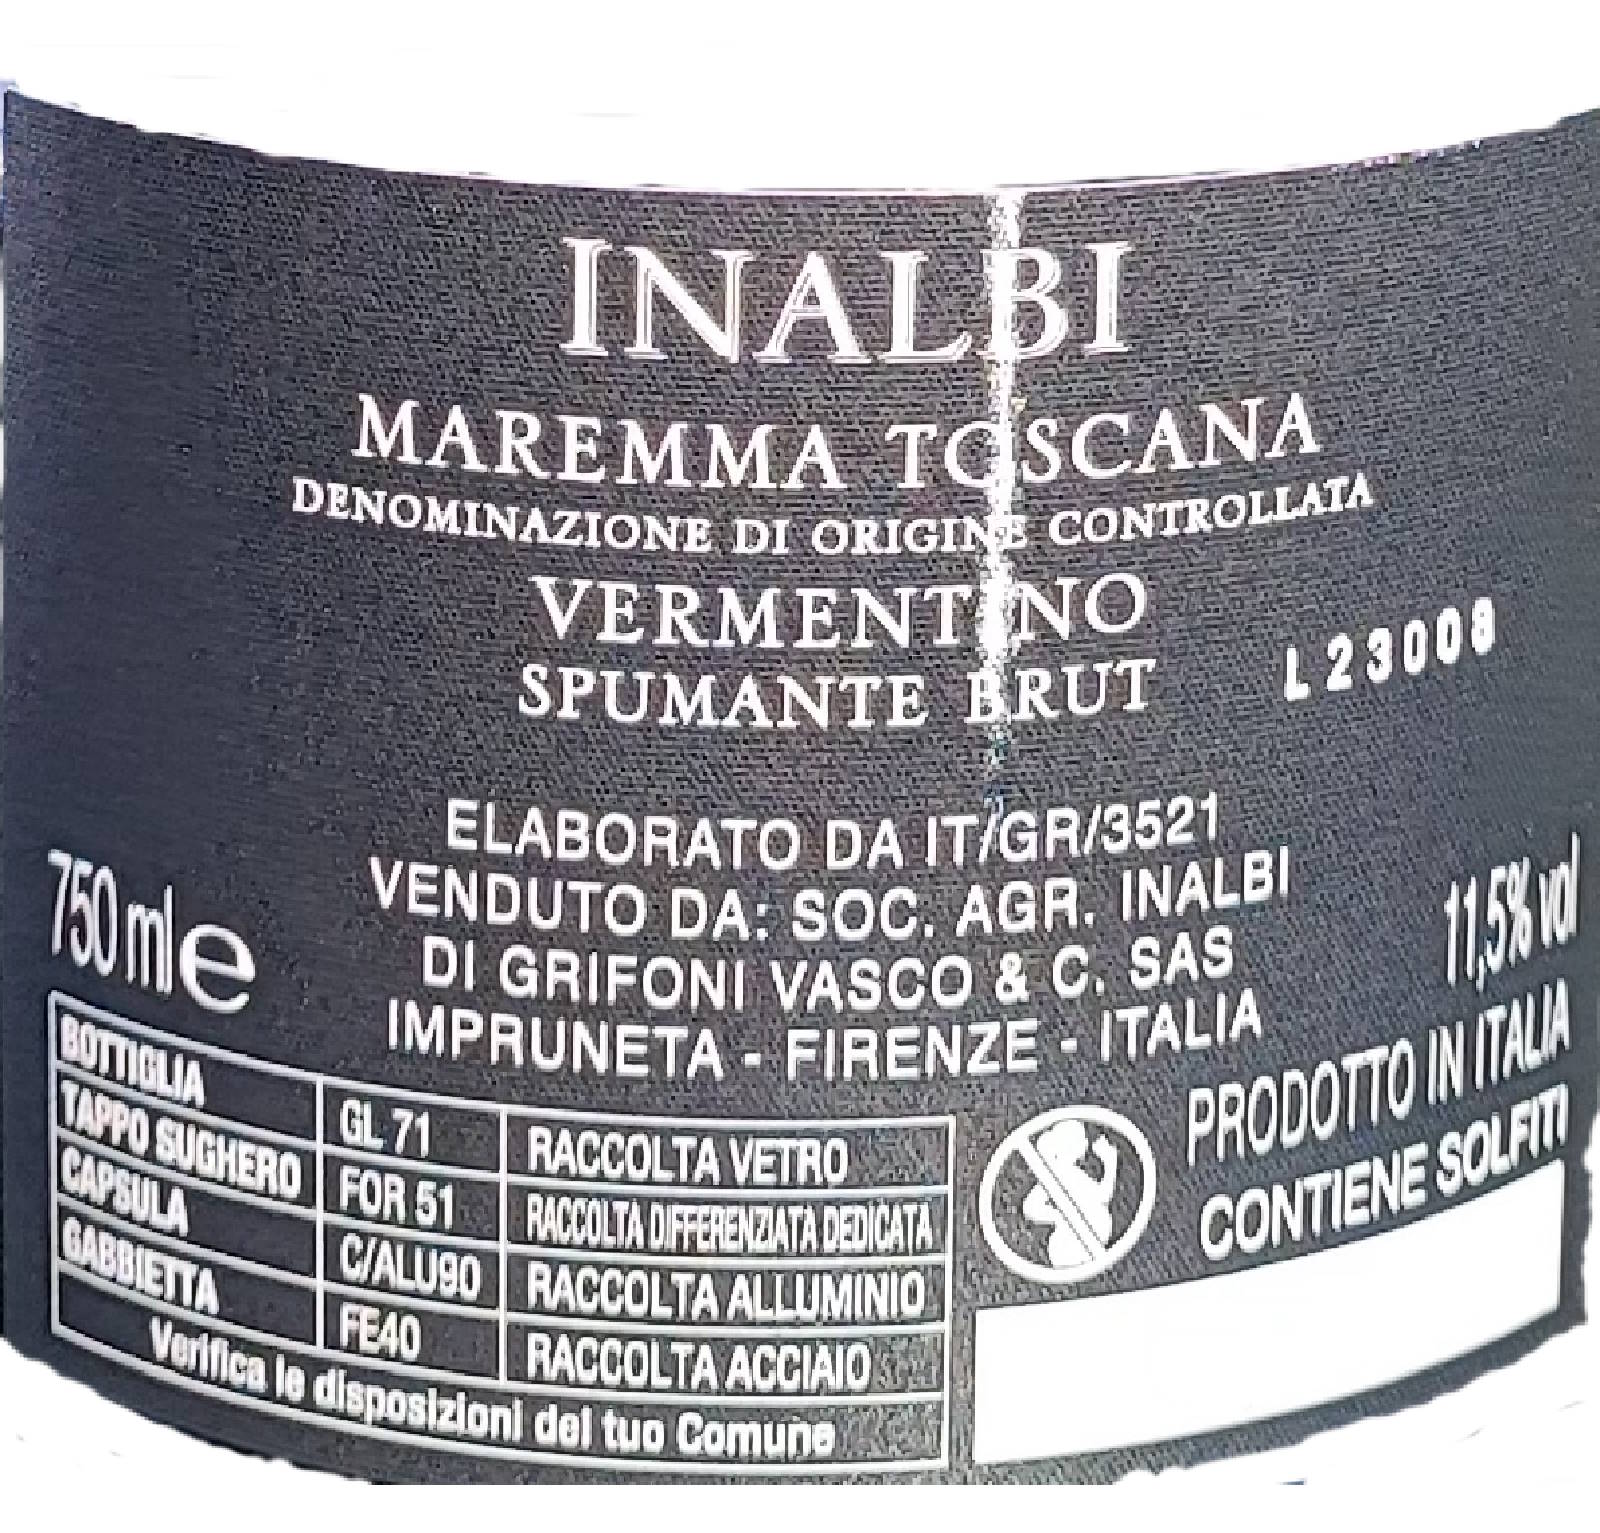 INALBI
MAREMMA TOSCANA
DENOMINAZIONE DI ORIGINE CONTROLLATA
VERMENTINO
SPUMANTE BRUT
L23008
ELABORATO DA IT/GR/3521
VENDUTO DA: SOC. AGR. INALBI
DI GRIFONI VASCO & C. SAS
IMPRUNETA - FIRENZE - ITALIA
750 ml e
11,5% vol
PRODOTTO IN ITALIA
CONTIENE SOLFITI
BOTTIGLIA GL 71 RACCOLTA VETRO
TAPPO SUGHERO FOR 51 RACCOLTA DIFFERENZIATA DEDICATA
CAPSULA C/ALU90 RACCOLTA ALLUMINIO
GABBIETTA FE40 RACCOLTA ACCIAIO
Verifica le disposizioni del tuo Comune